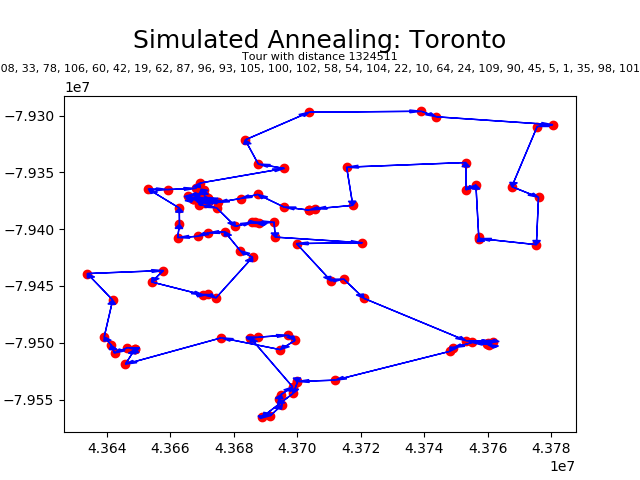 Simulated Annealing: Toronto
Tour with distance 1324511
08, 33, 78, 106, 60, 42, 19, 62, 87, 96, 93, 105, 100, 102, 58, 54, 104, 22, 10, 64, 24, 109, 90, 45, 5, 1, 35, 98, 101
1e7
−7.930
−7.935
−7.940
−7.945
−7.950
−7.955
4.364 4.366 4.368 4.370 4.372 4.374 4.376 4.378
1e7